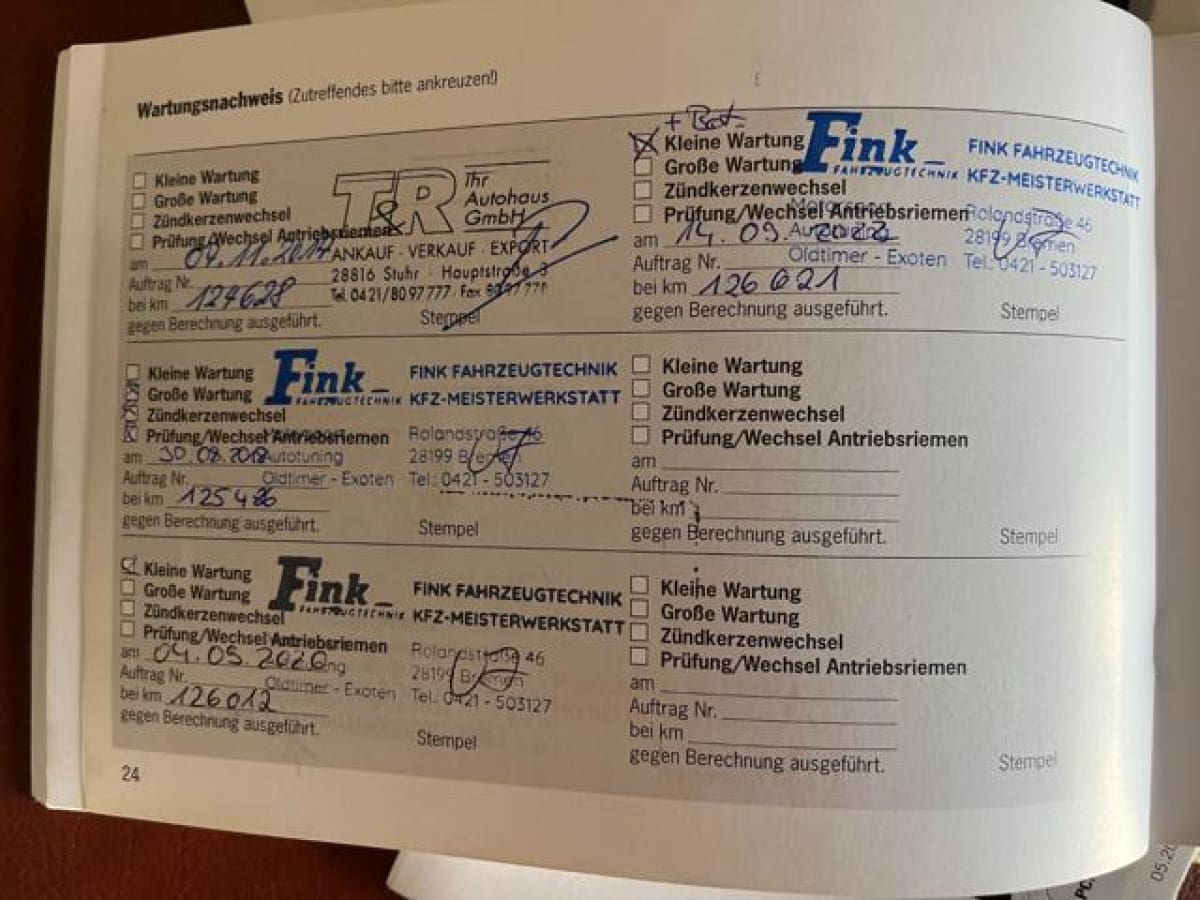 Wartungsnachweis (Zutreffendes bitte ankreuzen!)
Kleine Wartung
Große Wartung
Zündkerzenwechsel
Prüfung/Wechsel Antriebsriemen
am 09.11.2017
Auftrag Nr.
bei km 124628
gegen Berechnung ausgeführt.
T&R Ihr
Autohaus
GmbH
ANKAUF · VERKAUF · EXPORT
28816 Stuhr · Hauptstraße 3
Tel. 04 21/80 97 777 · Fax
Stempel
Kleine Wartung
Große Wartung
Zündkerzenwechsel
Prüfung/Wechsel Antriebsriemen
am 30.08.2018
Auftrag Nr.
bei km 125486
gegen Berechnung ausgeführt.
Fink_
FAHRZEUGTECHNIK
FINK FAHRZEUGTECHNIK
KFZ-MEISTERWERKSTATT
Autotuning
Oldtimer - Exoten
Rolandstraße 46
28199 Bremen
Tel.: 0421 - 503127
Stempel
Kleine Wartung
Große Wartung
Zündkerzenwechsel
Prüfung/Wechsel Antriebsriemen
am 04.05.2020
Auftrag Nr.
bei km 126012
gegen Berechnung ausgeführt.
Fink_
FAHRZEUGTECHNIK
FINK FAHRZEUGTECHNIK
KFZ-MEISTERWERKSTATT
Oldtimer - Exoten
Rolandstraße 46
28199 Bremen
Tel.: 0421 - 503127
Stempel
24
+ Bat.
Kleine Wartung
Große Wartung
Zündkerzenwechsel
Prüfung/Wechsel Antriebsriemen
am 14.09.2022
Auftrag Nr.
bei km 126021
gegen Berechnung ausgeführt.
Fink_
FAHRZEUGTECHNIK
FINK FAHRZEUGTECHNIK
KFZ-MEISTERWERKSTATT
Oldtimer - Exoten
Rolandstraße 46
28199 Bremen
Tel.: 0421 - 503127
Stempel
Kleine Wartung
Große Wartung
Zündkerzenwechsel
Prüfung/Wechsel Antriebsriemen
am
Auftrag Nr.
bei km
gegen Berechnung ausgeführt.
Stempel
Kleine Wartung
Große Wartung
Zündkerzenwechsel
Prüfung/Wechsel Antriebsriemen
am
Auftrag Nr.
bei km
gegen Berechnung ausgeführt.
Stempel